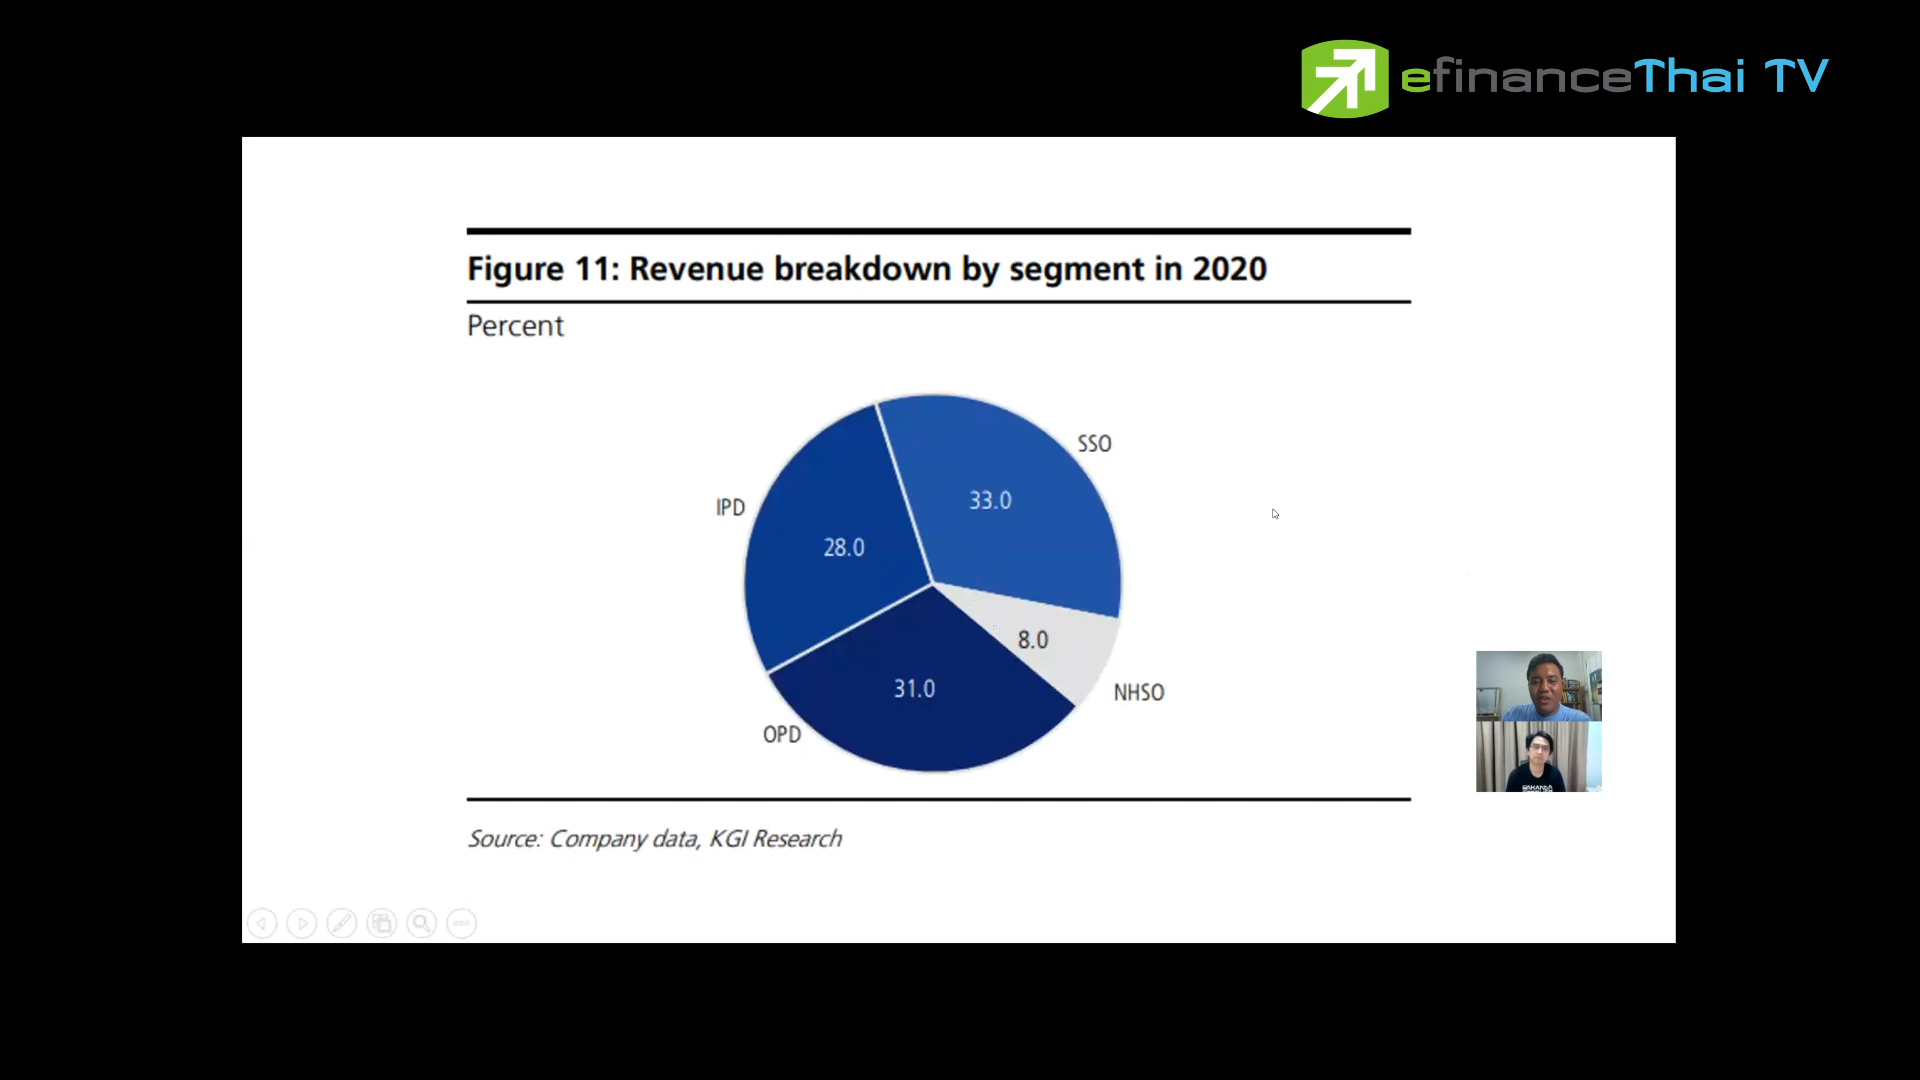 efinanceThai TV
Figure 11: Revenue breakdown by segment in 2020
Percent
SSO
33.0
IPD
28.0
8.0
31.0
NHSO
OPD
Source: Company data, KGI Research